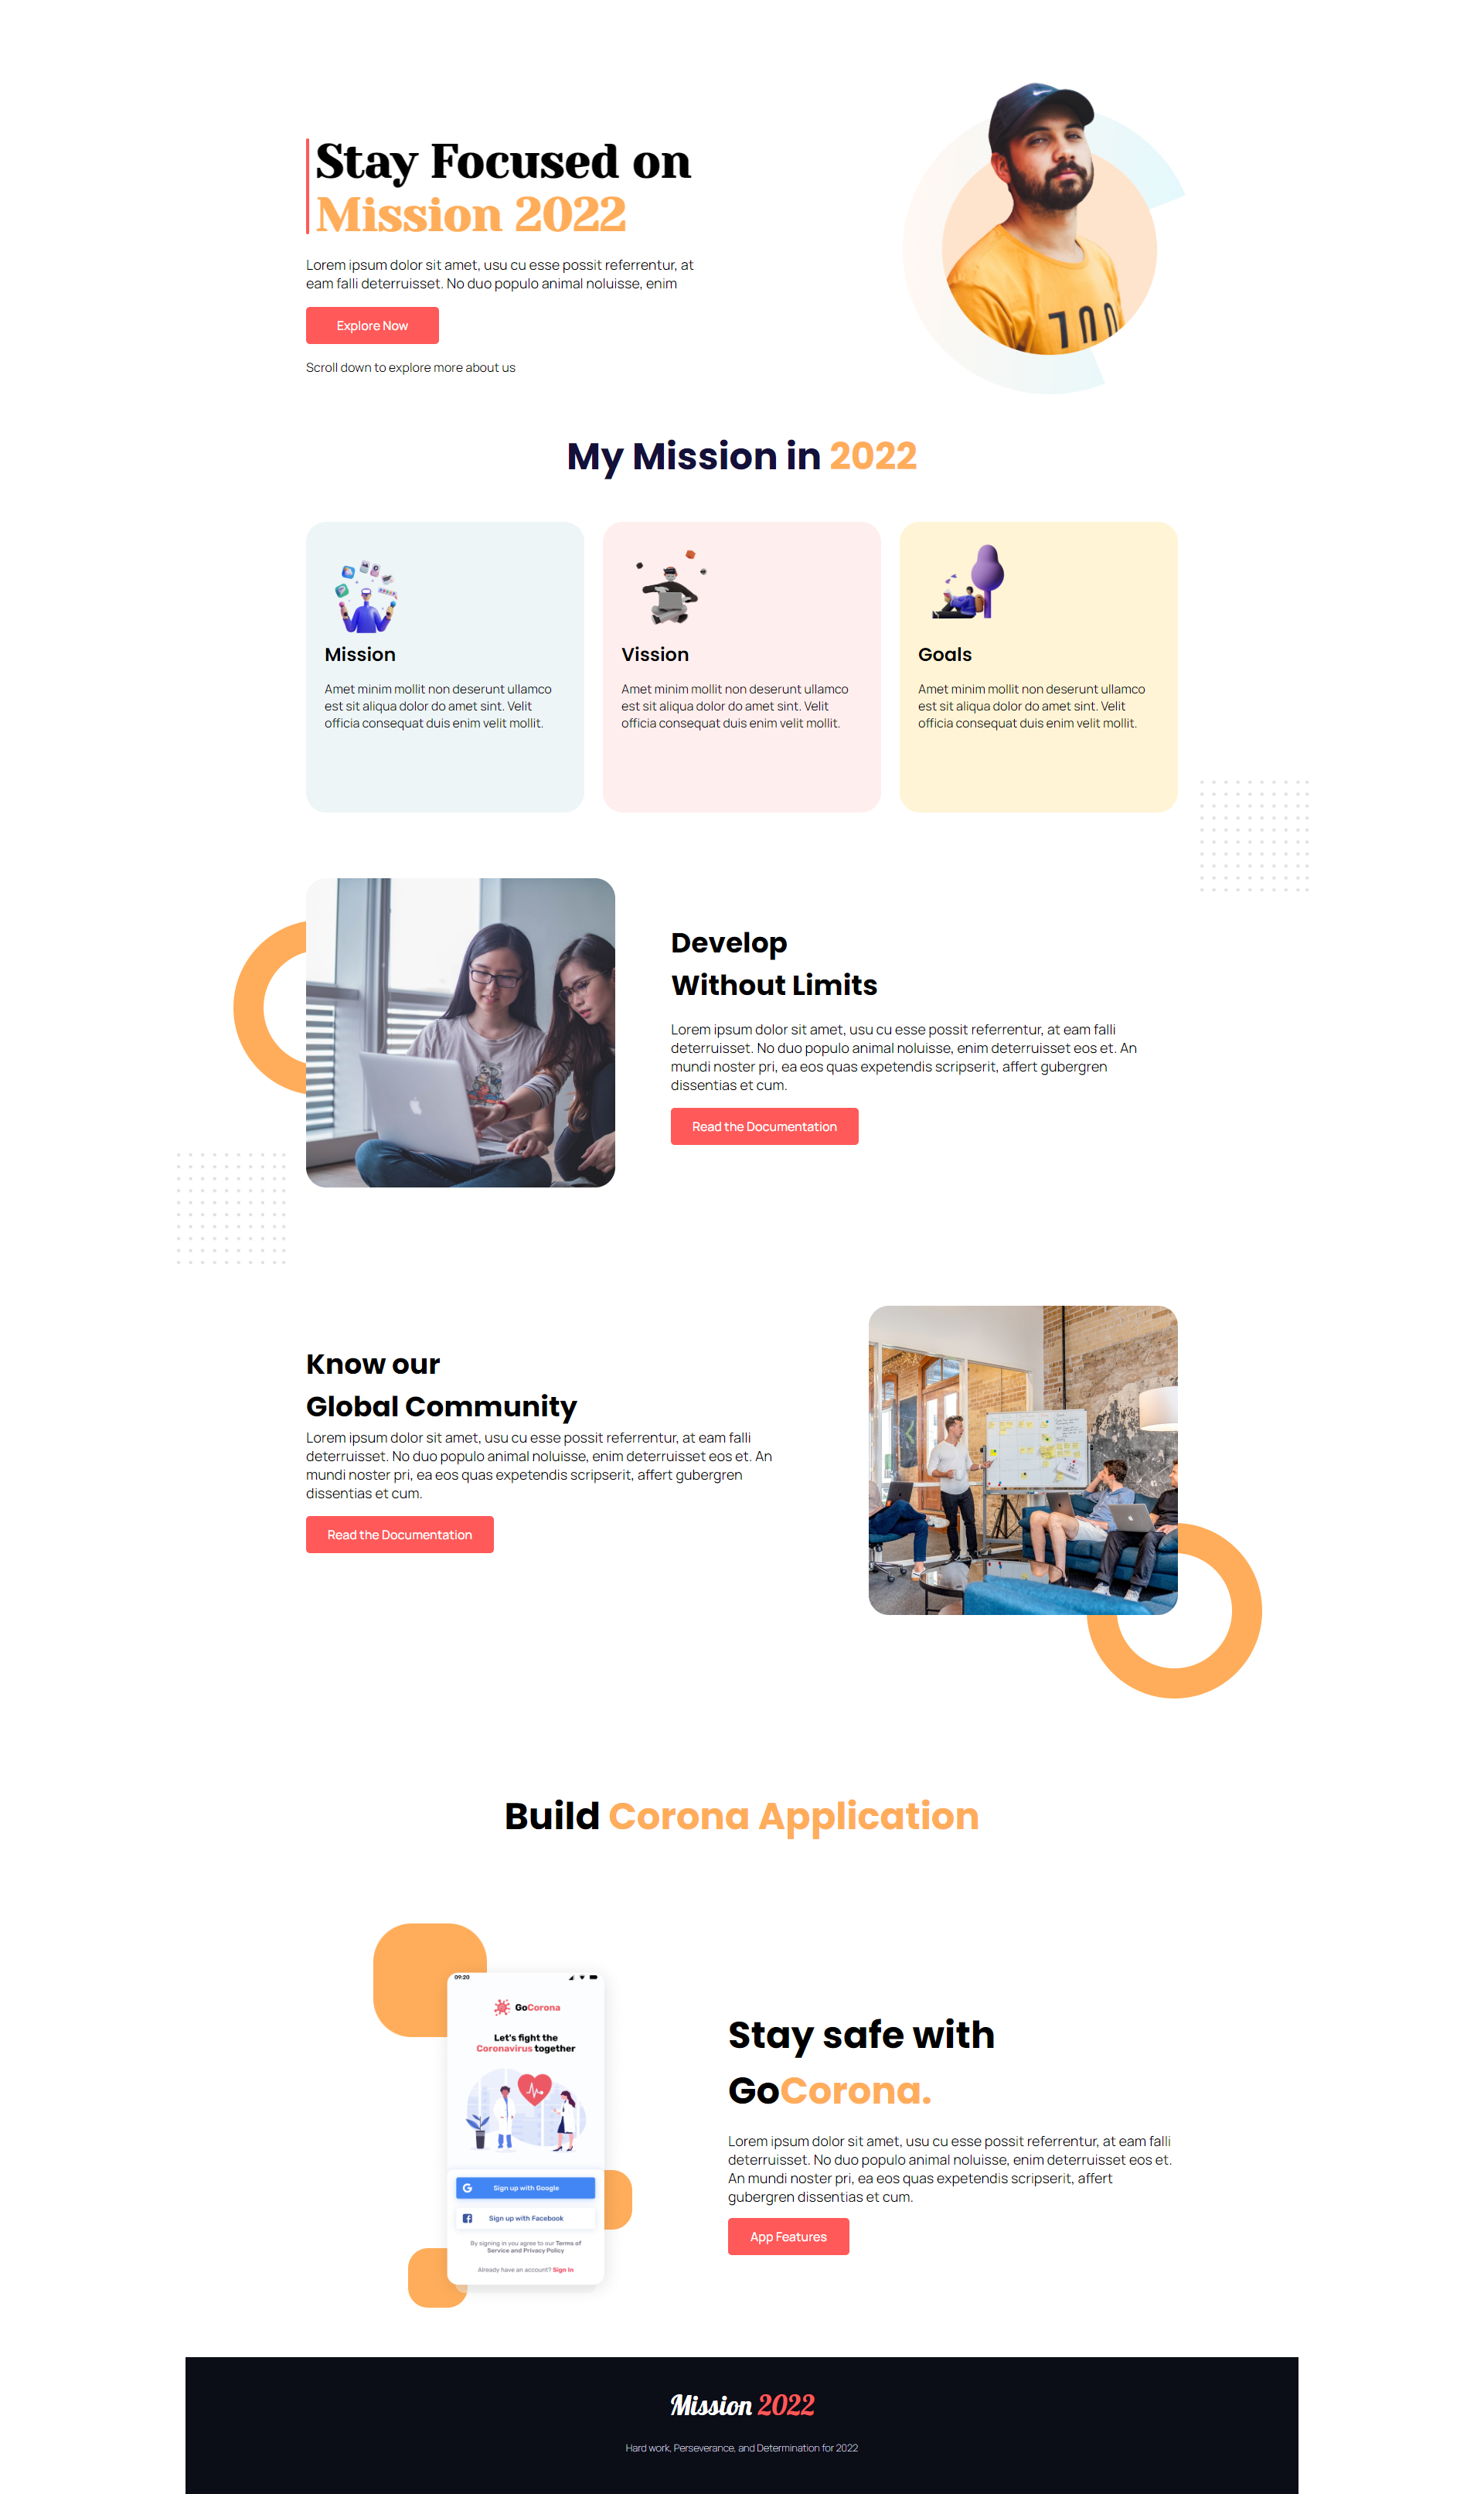 Stay Focused on
Mission 2022
Lorem ipsum dolor sit amet, usu cu esse possit referrentur, at
eam falli deterruisset. No duo populo animal noluisse, enim
Explore Now
Scroll down to explore more about us
My Mission in 2022
Mission
Amet minim mollit non deserunt ullamco
est sit aliqua dolor do amet sint. Velit
officia consequat duis enim velit mollit.
Vission
Amet minim mollit non deserunt ullamco
est sit aliqua dolor do amet sint. Velit
officia consequat duis enim velit mollit.
Goals
Amet minim mollit non deserunt ullamco
est sit aliqua dolor do amet sint. Velit
officia consequat duis enim velit mollit.
Develop
Without Limits
Lorem ipsum dolor sit amet, usu cu esse possit referrentur, at eam falli
deterruisset. No duo populo animal noluisse, enim deterruisset eos et. An
mundi noster pri, ea eos quas expetendis scripserit, affert gubergren
dissentias et cum.
Read the Documentation
Know our
Global Community
Lorem ipsum dolor sit amet, usu cu esse possit referrentur, at eam falli
deterruisset. No duo populo animal noluisse, enim deterruisset eos et. An
mundi noster pri, ea eos quas expetendis scripserit, affert gubergren
dissentias et cum.
Read the Documentation
Build Corona Application
09:20
GoCorona
Let's fight the
Coronavirus together
Sign up with Google
Sign up with Facebook
By signing in you agree to our Terms of
Service and Privacy Policy
Already have an account? Sign In
Stay safe with
GoCorona.
Lorem ipsum dolor sit amet, usu cu esse possit referrentur, at eam falli
deterruisset. No duo populo animal noluisse, enim deterruisset eos et.
An mundi noster pri, ea eos quas expetendis scripserit, affert
gubergren dissentias et cum.
App Features
Mission 2022
Hard work, Perseverance, and Determination for 2022